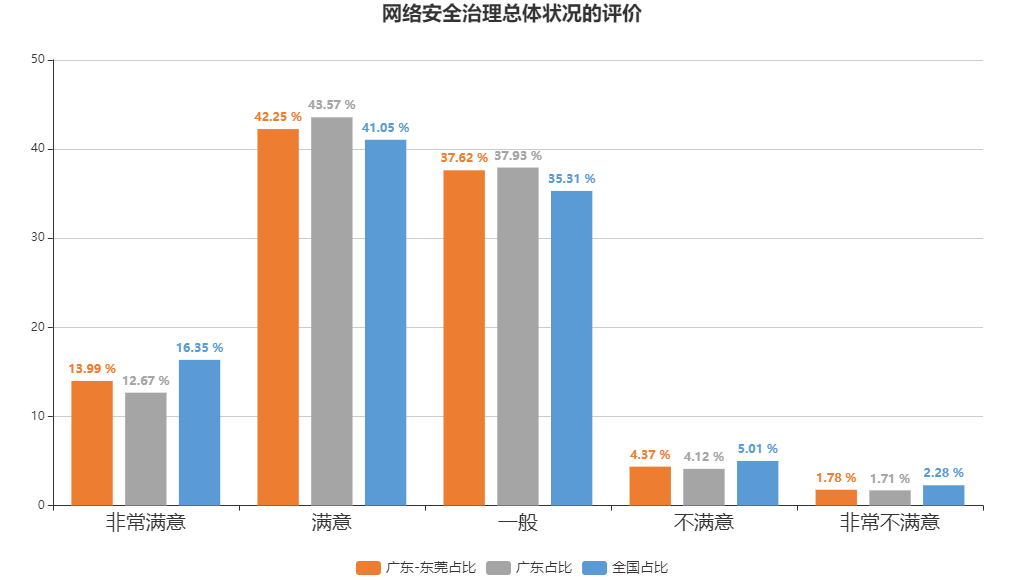 网络安全治理总体状况的评价
50
40
30
20
10
0
13.99 %
12.67 %
16.35 %
42.25 %
43.57 %
41.05 %
37.62 %
37.93 %
35.31 %
4.37 %
4.12 %
5.01 %
1.78 %
1.71 %
2.28 %
非常满意
满意
一般
不满意
非常不满意
广东-东莞占比
广东占比
全国占比